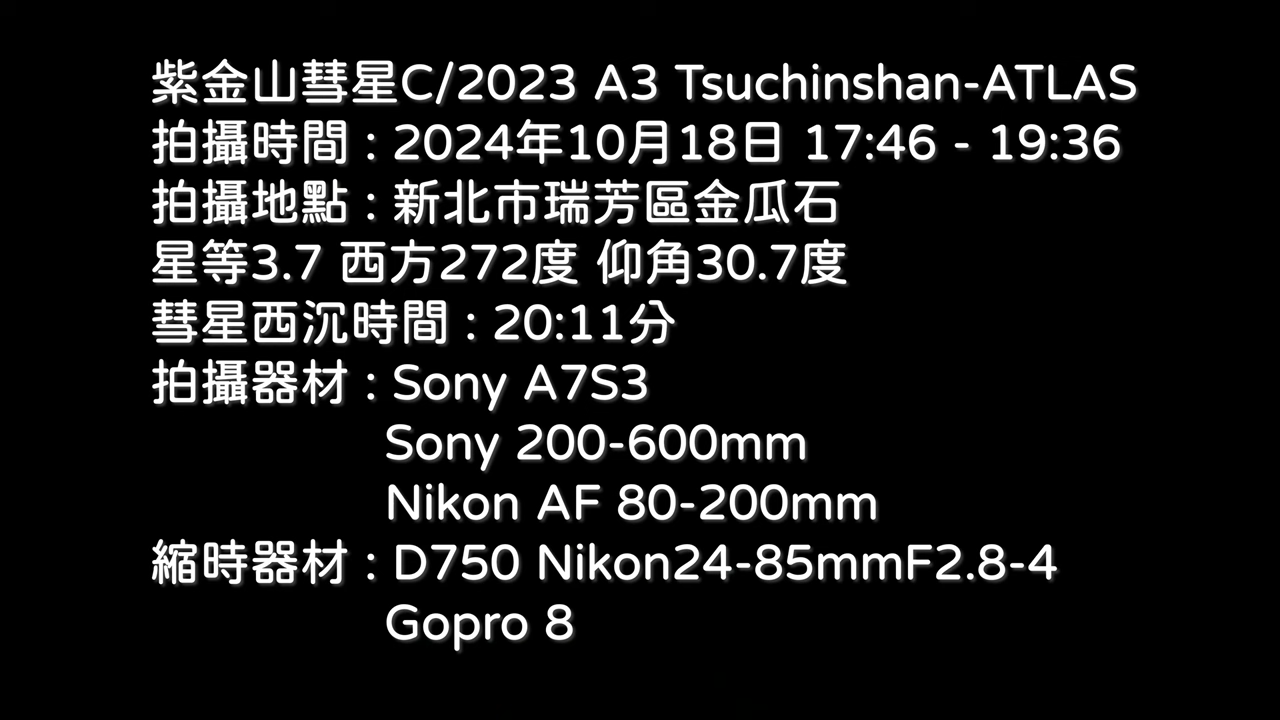 紫金山彗星C/2023 A3 Tsuchinshan-ATLAS
拍攝時間 : 2024年10月18日 17:46 - 19:36
拍攝地點 : 新北市瑞芳區金瓜石
星等3.7 西方272度 仰角30.7度
彗星西沉時間 : 20:11分
拍攝器材 : Sony A7S3
Sony 200-600mm
Nikon AF 80-200mm
縮時器材 : D750 Nikon24-85mmF2.8-4
Gopro 8